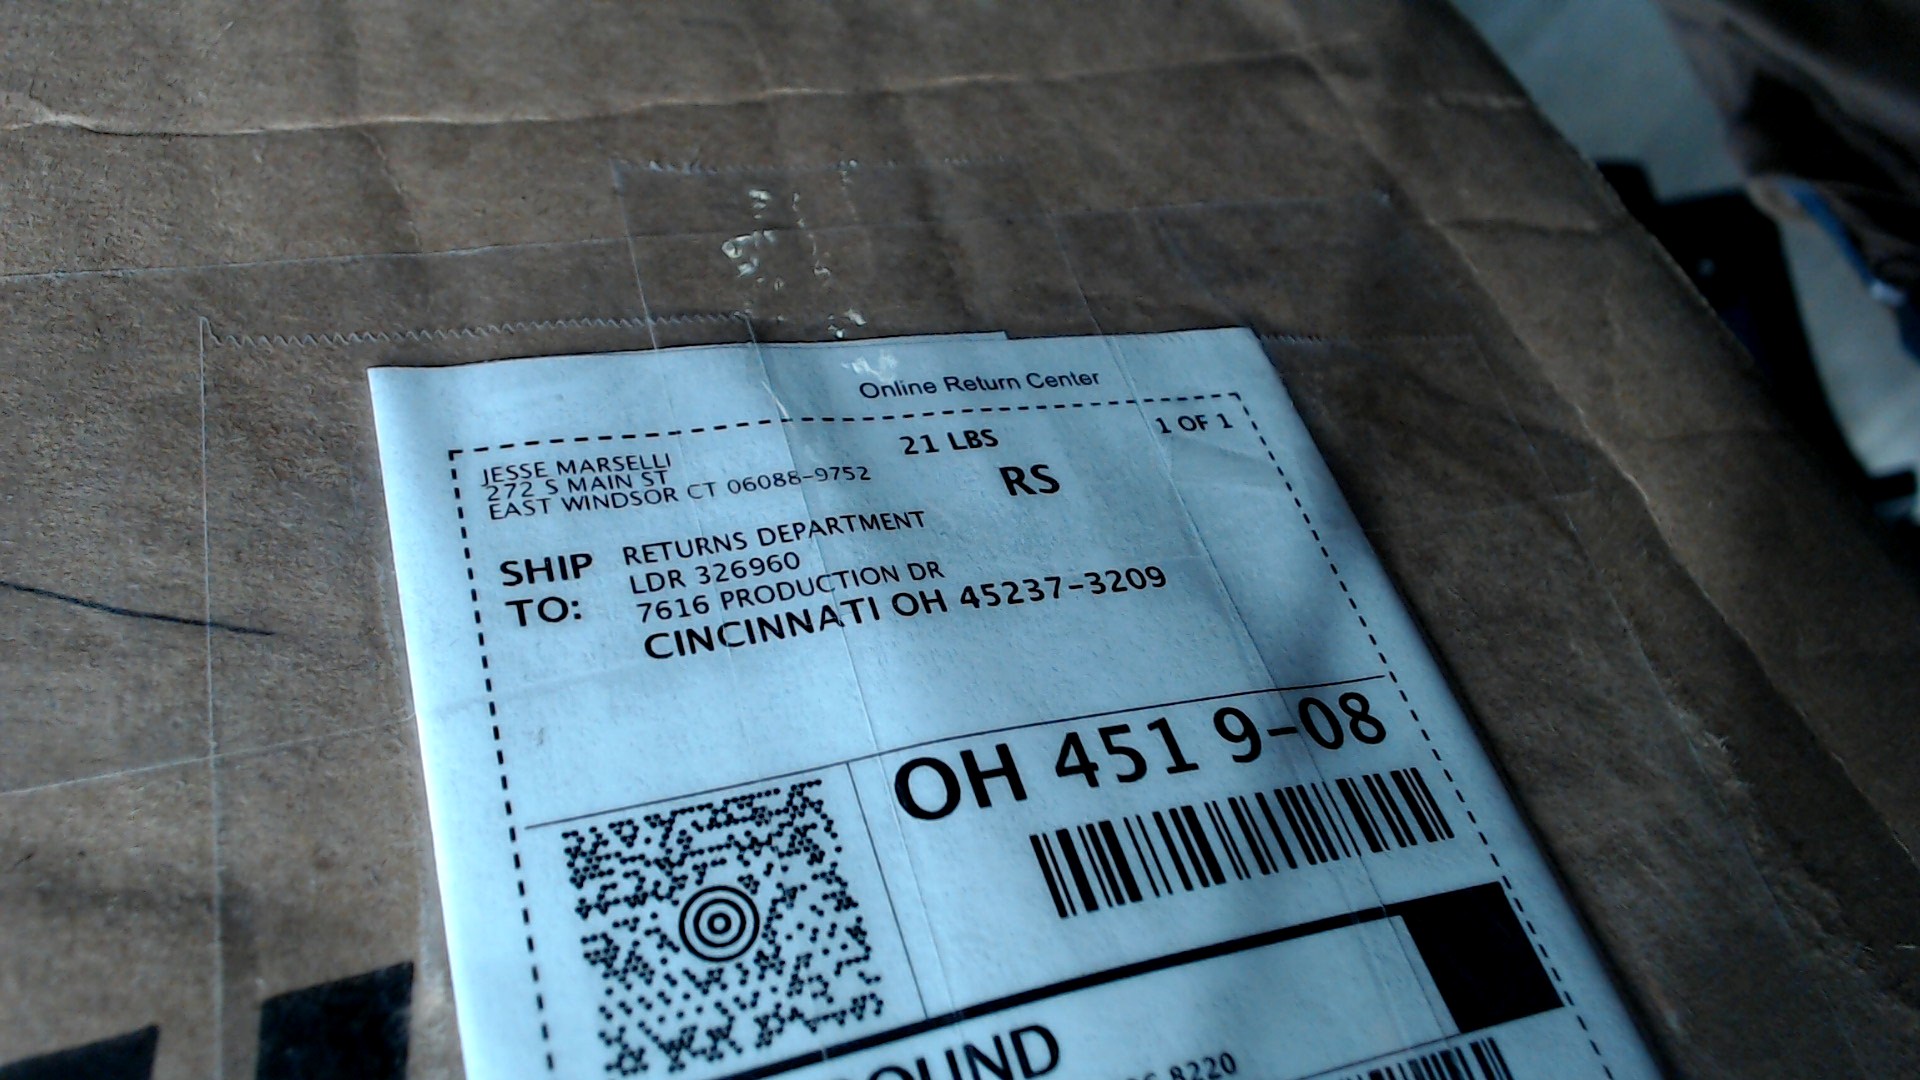 Online Return Center
21 LBS
1 OF 1
RS
JESSE MARSELLI
272 S MAIN ST
EAST WINDSOR CT 06088-9752
SHIP TO:
RETURNS DEPARTMENT
LDR 326960
7616 PRODUCTION DR
CINCINNATI OH 45237-3209
OH 451 9-08
8220